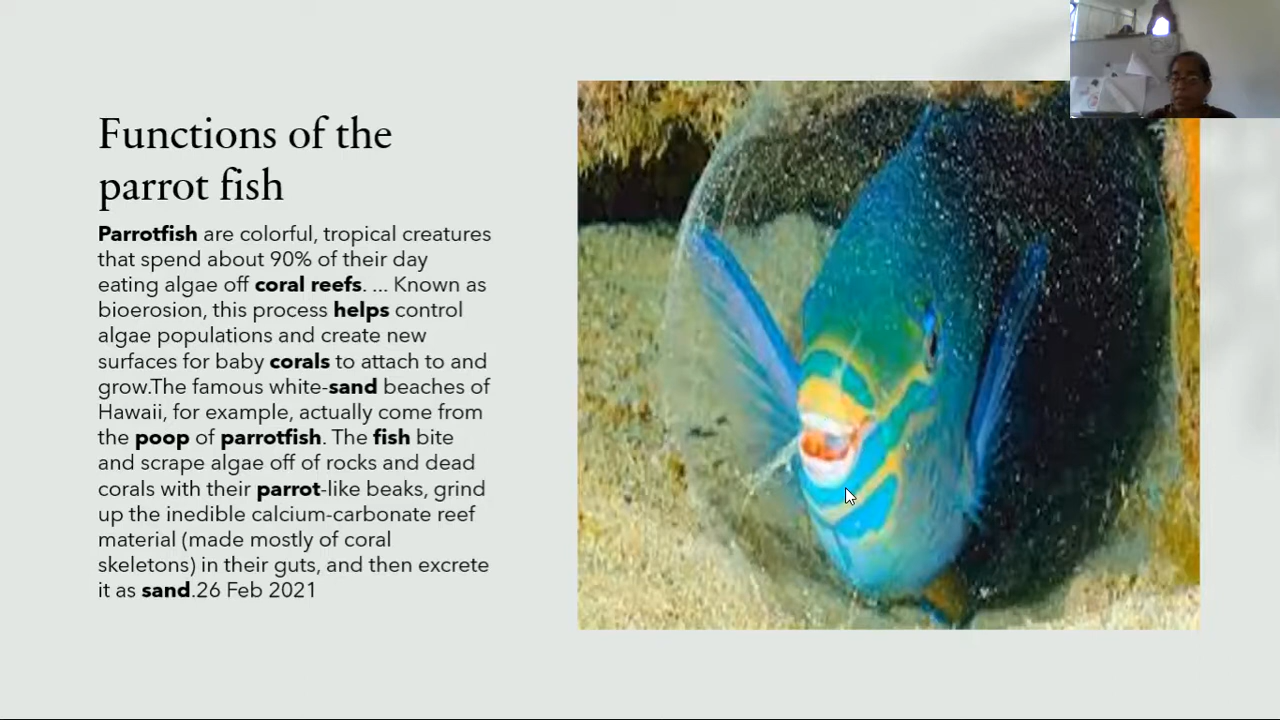 Functions of the
parrot fish
Parrotfish are colorful, tropical creatures
that spend about 90% of their day
eating algae off coral reefs. ... Known as
bioerosion, this process helps control
algae populations and create new
surfaces for baby corals to attach to and
grow.The famous white-sand beaches of
Hawaii, for example, actually come from
the poop of parrotfish. The fish bite
and scrape algae off of rocks and dead
corals with their parrot-like beaks, grind
up the inedible calcium-carbonate reef
material (made mostly of coral
skeletons) in their guts, and then excrete
it as sand.26 Feb 2021